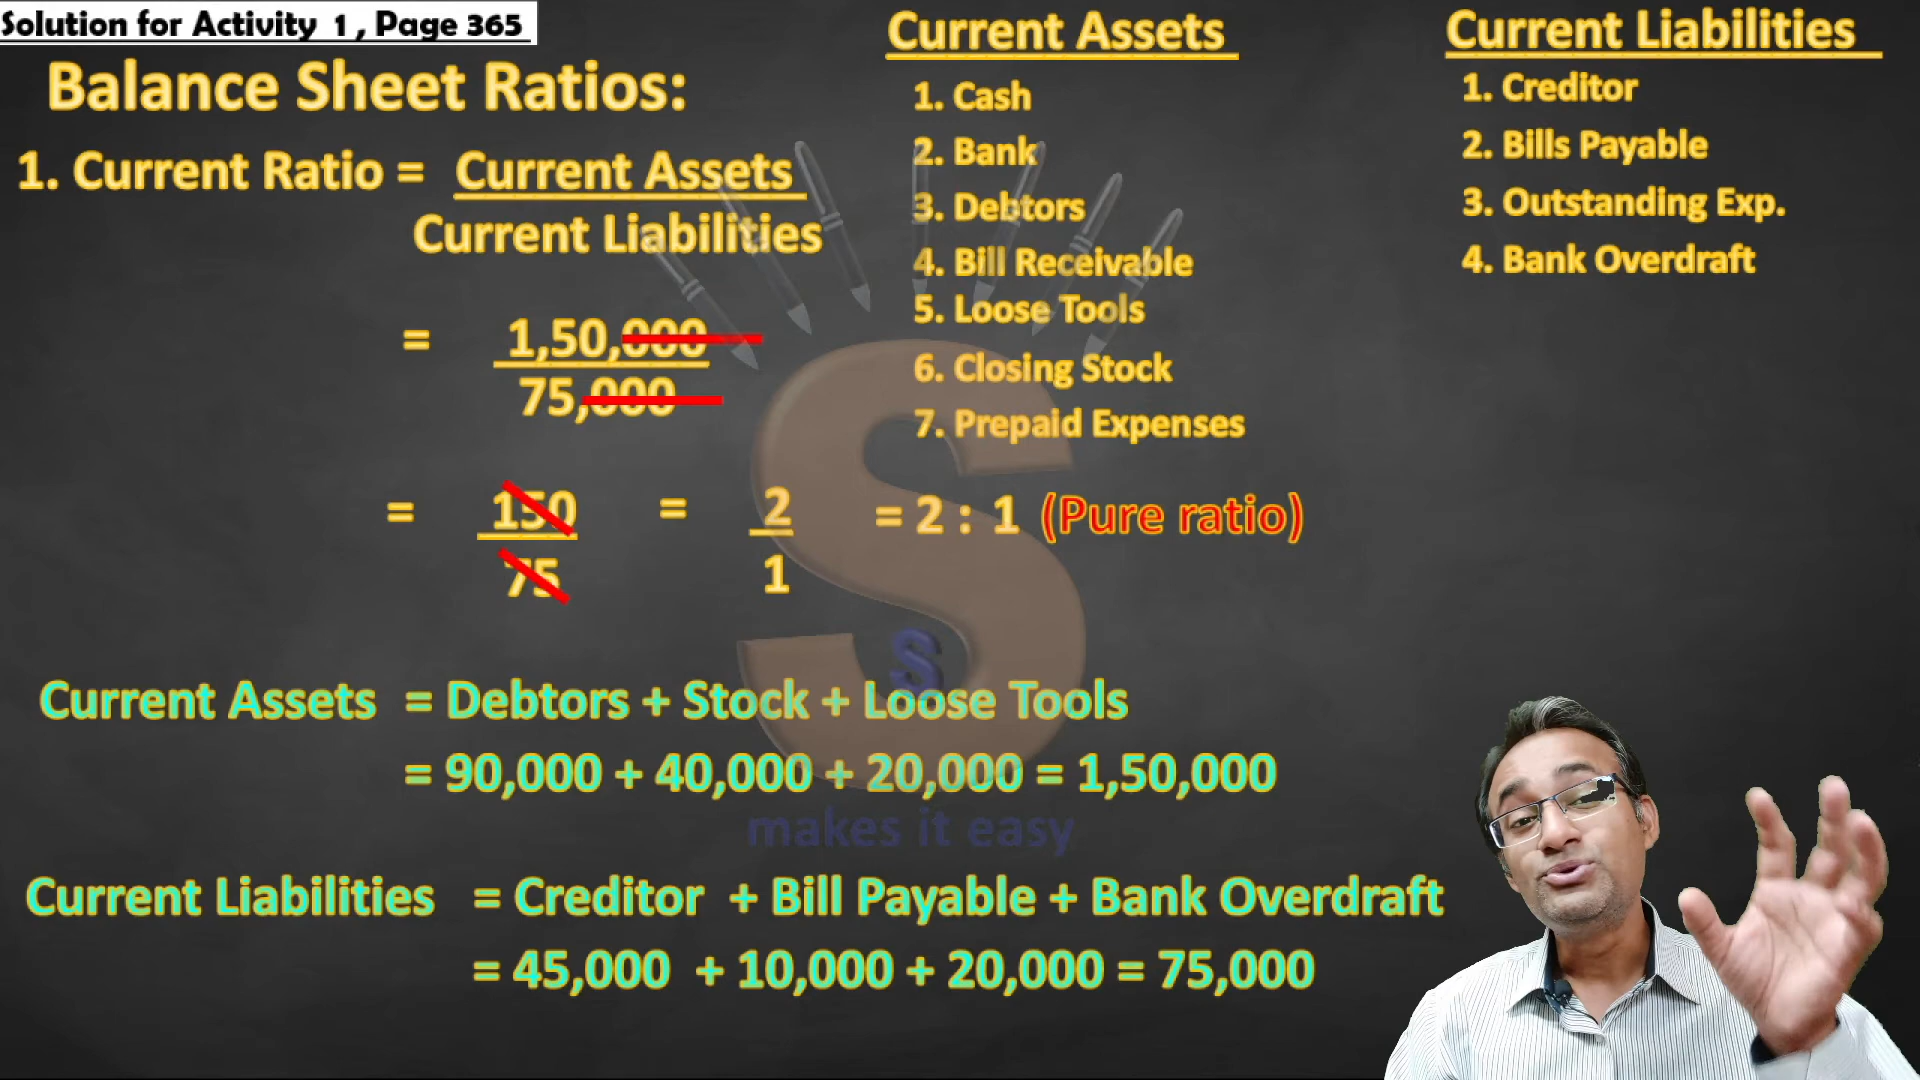 Solution for Activity 1 , Page 365
Balance Sheet Ratios:
1. Current Ratio = Current Assets
Current Liabilities
= 1,50,000
75,000
= 150 = 2 = 2 : 1 (Pure ratio)
75 1
Current Assets
1. Cash
2. Bank
3. Debtors
4. Bill Receivable
5. Loose Tools
6. Closing Stock
7. Prepaid Expenses
Current Liabilities
1. Creditor
2. Bills Payable
3. Outstanding Exp.
4. Bank Overdraft
S
S
Current Assets = Debtors + Stock + Loose Tools
= 90,000 + 40,000 + 20,000 = 1,50,000
makes it easy
Current Liabilities = Creditor + Bill Payable + Bank Overdraft
= 45,000 + 10,000 + 20,000 = 75,000